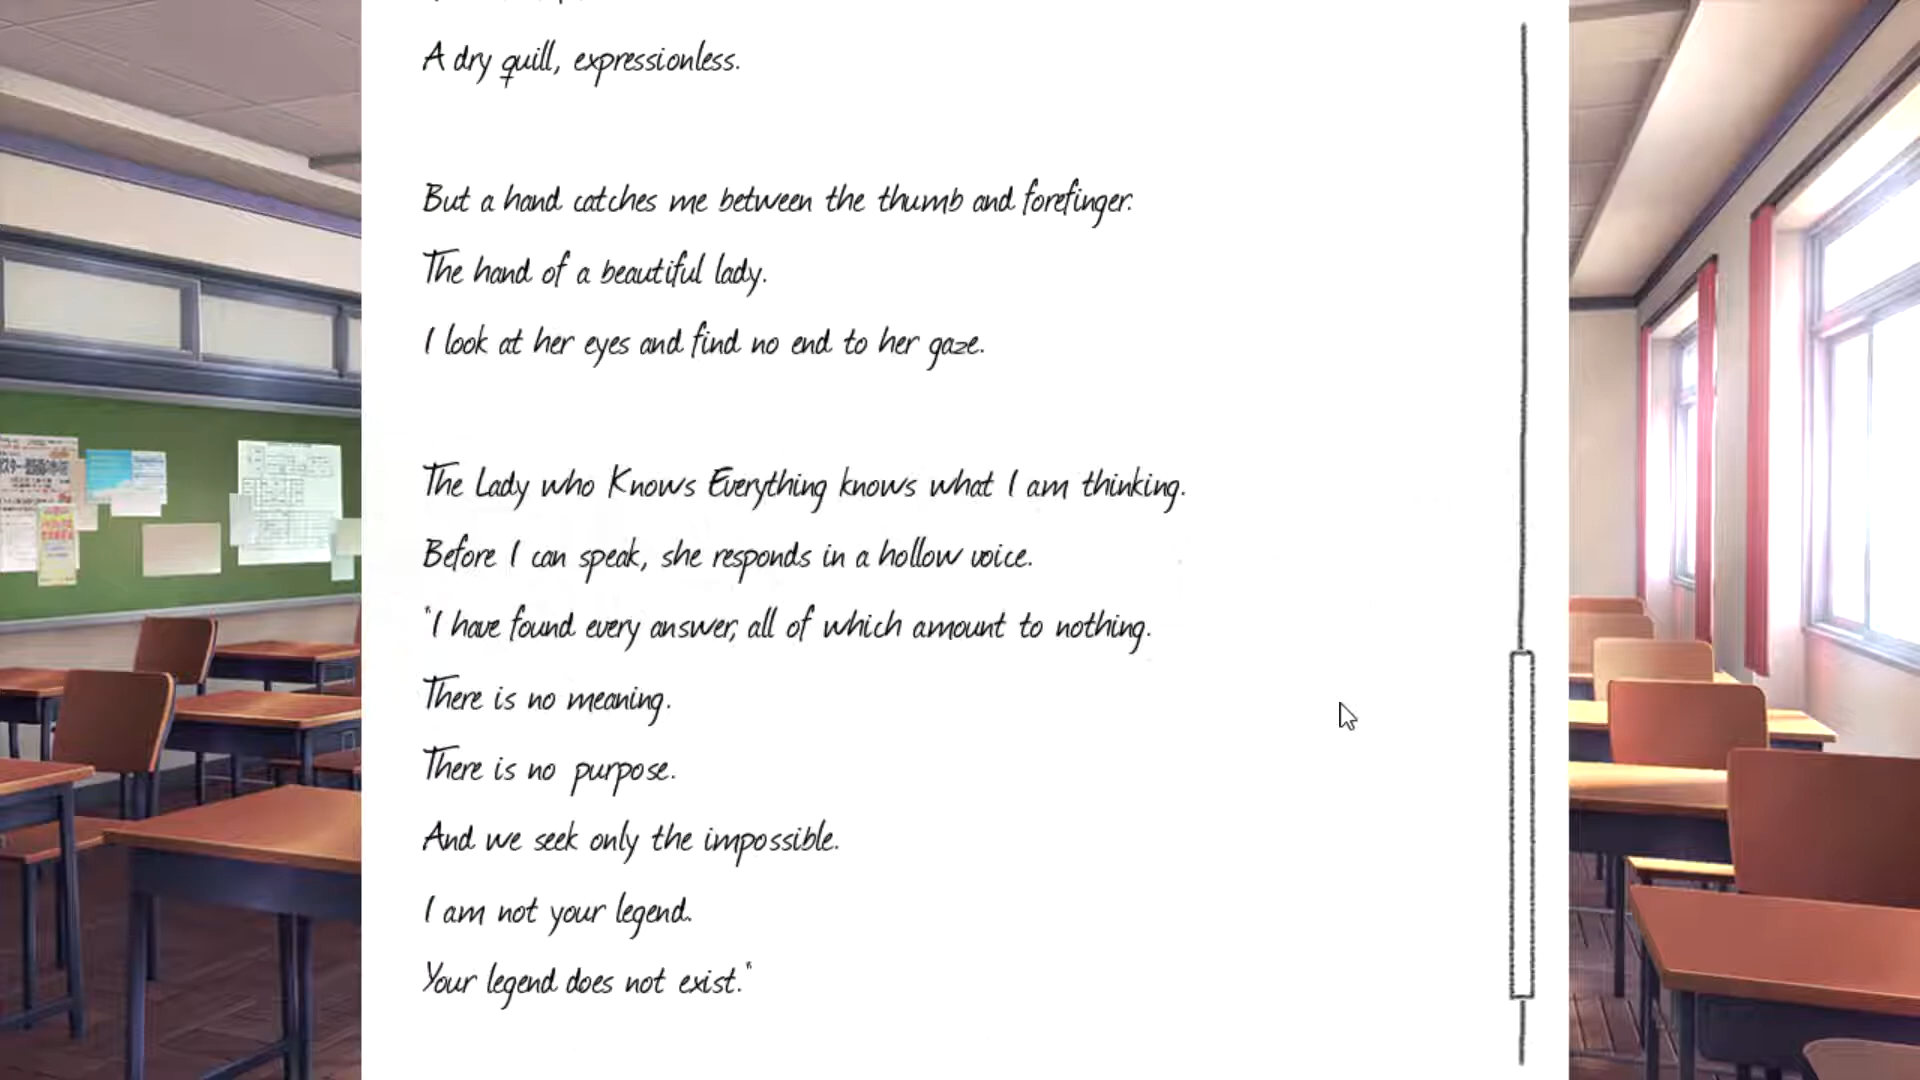 A dry quill, expressionless.
But a hand catches me between the thumb and forefinger.
The hand of a beautiful lady.
I look at her eyes and find no end to her gaze.
The Lady who Knows Everything knows what I am thinking.
Before I can speak, she responds in a hollow voice.
"I have found every answer, all of which amount to nothing.
There is no meaning.
There is no purpose.
And we seek only the impossible.
I am not your legend.
Your legend does not exist."